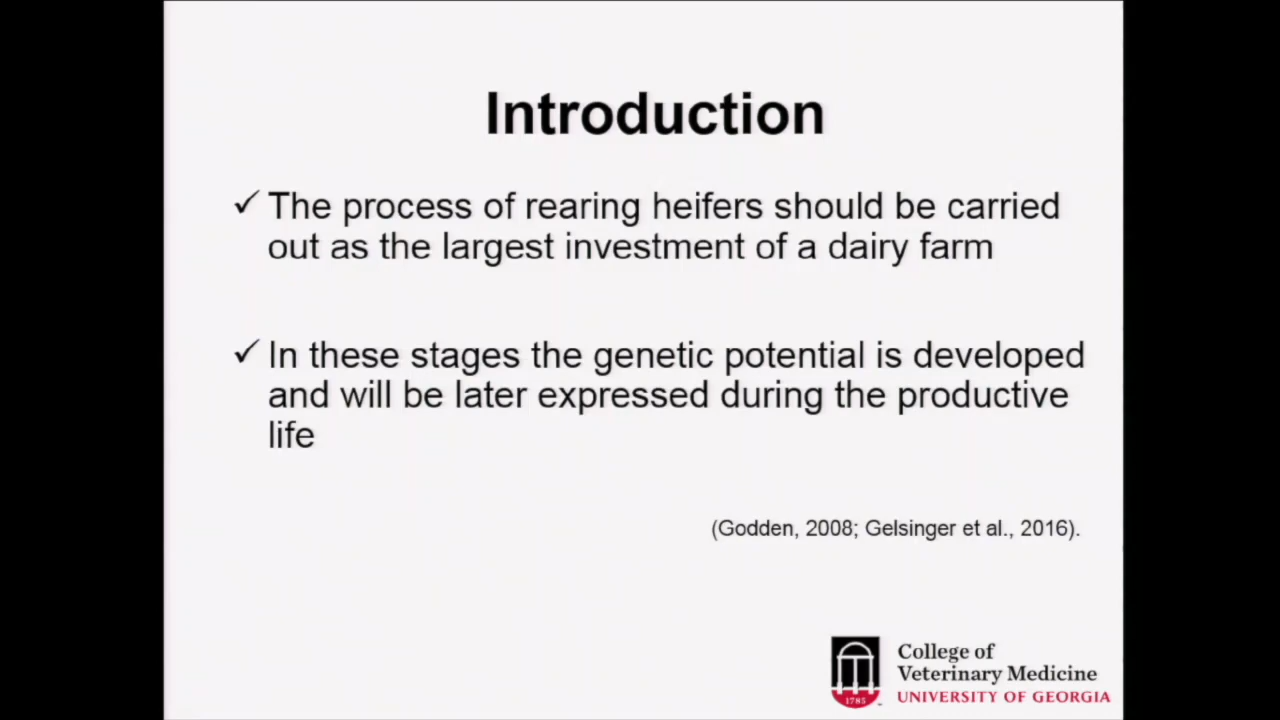 Introduction
✓ The process of rearing heifers should be carried
out as the largest investment of a dairy farm
✓ In these stages the genetic potential is developed
and will be later expressed during the productive
life
(Godden, 2008; Gelsinger et al., 2016).
College of
Veterinary Medicine
UNIVERSITY OF GEORGIA
1785